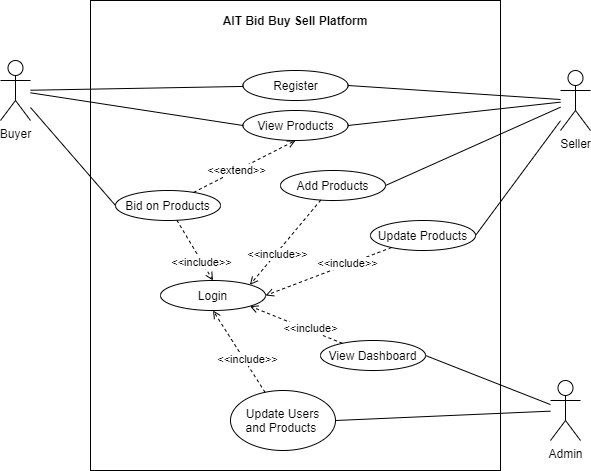 AIT Bid Buy Sell Platform
Register
Buyer
View Products
Seller
<<extend>>
Add Products
Bid on Products
Update Products
<<include>>
<<include>>
<<include>>
Login
<<include>
View Dashboard
<<include>>
Update Users
and Products
Admin